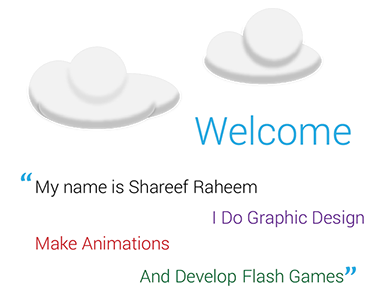 Welcome
“My name is Shareef Raheem
I Do Graphic Design
Make Animations
And Develop Flash Games”